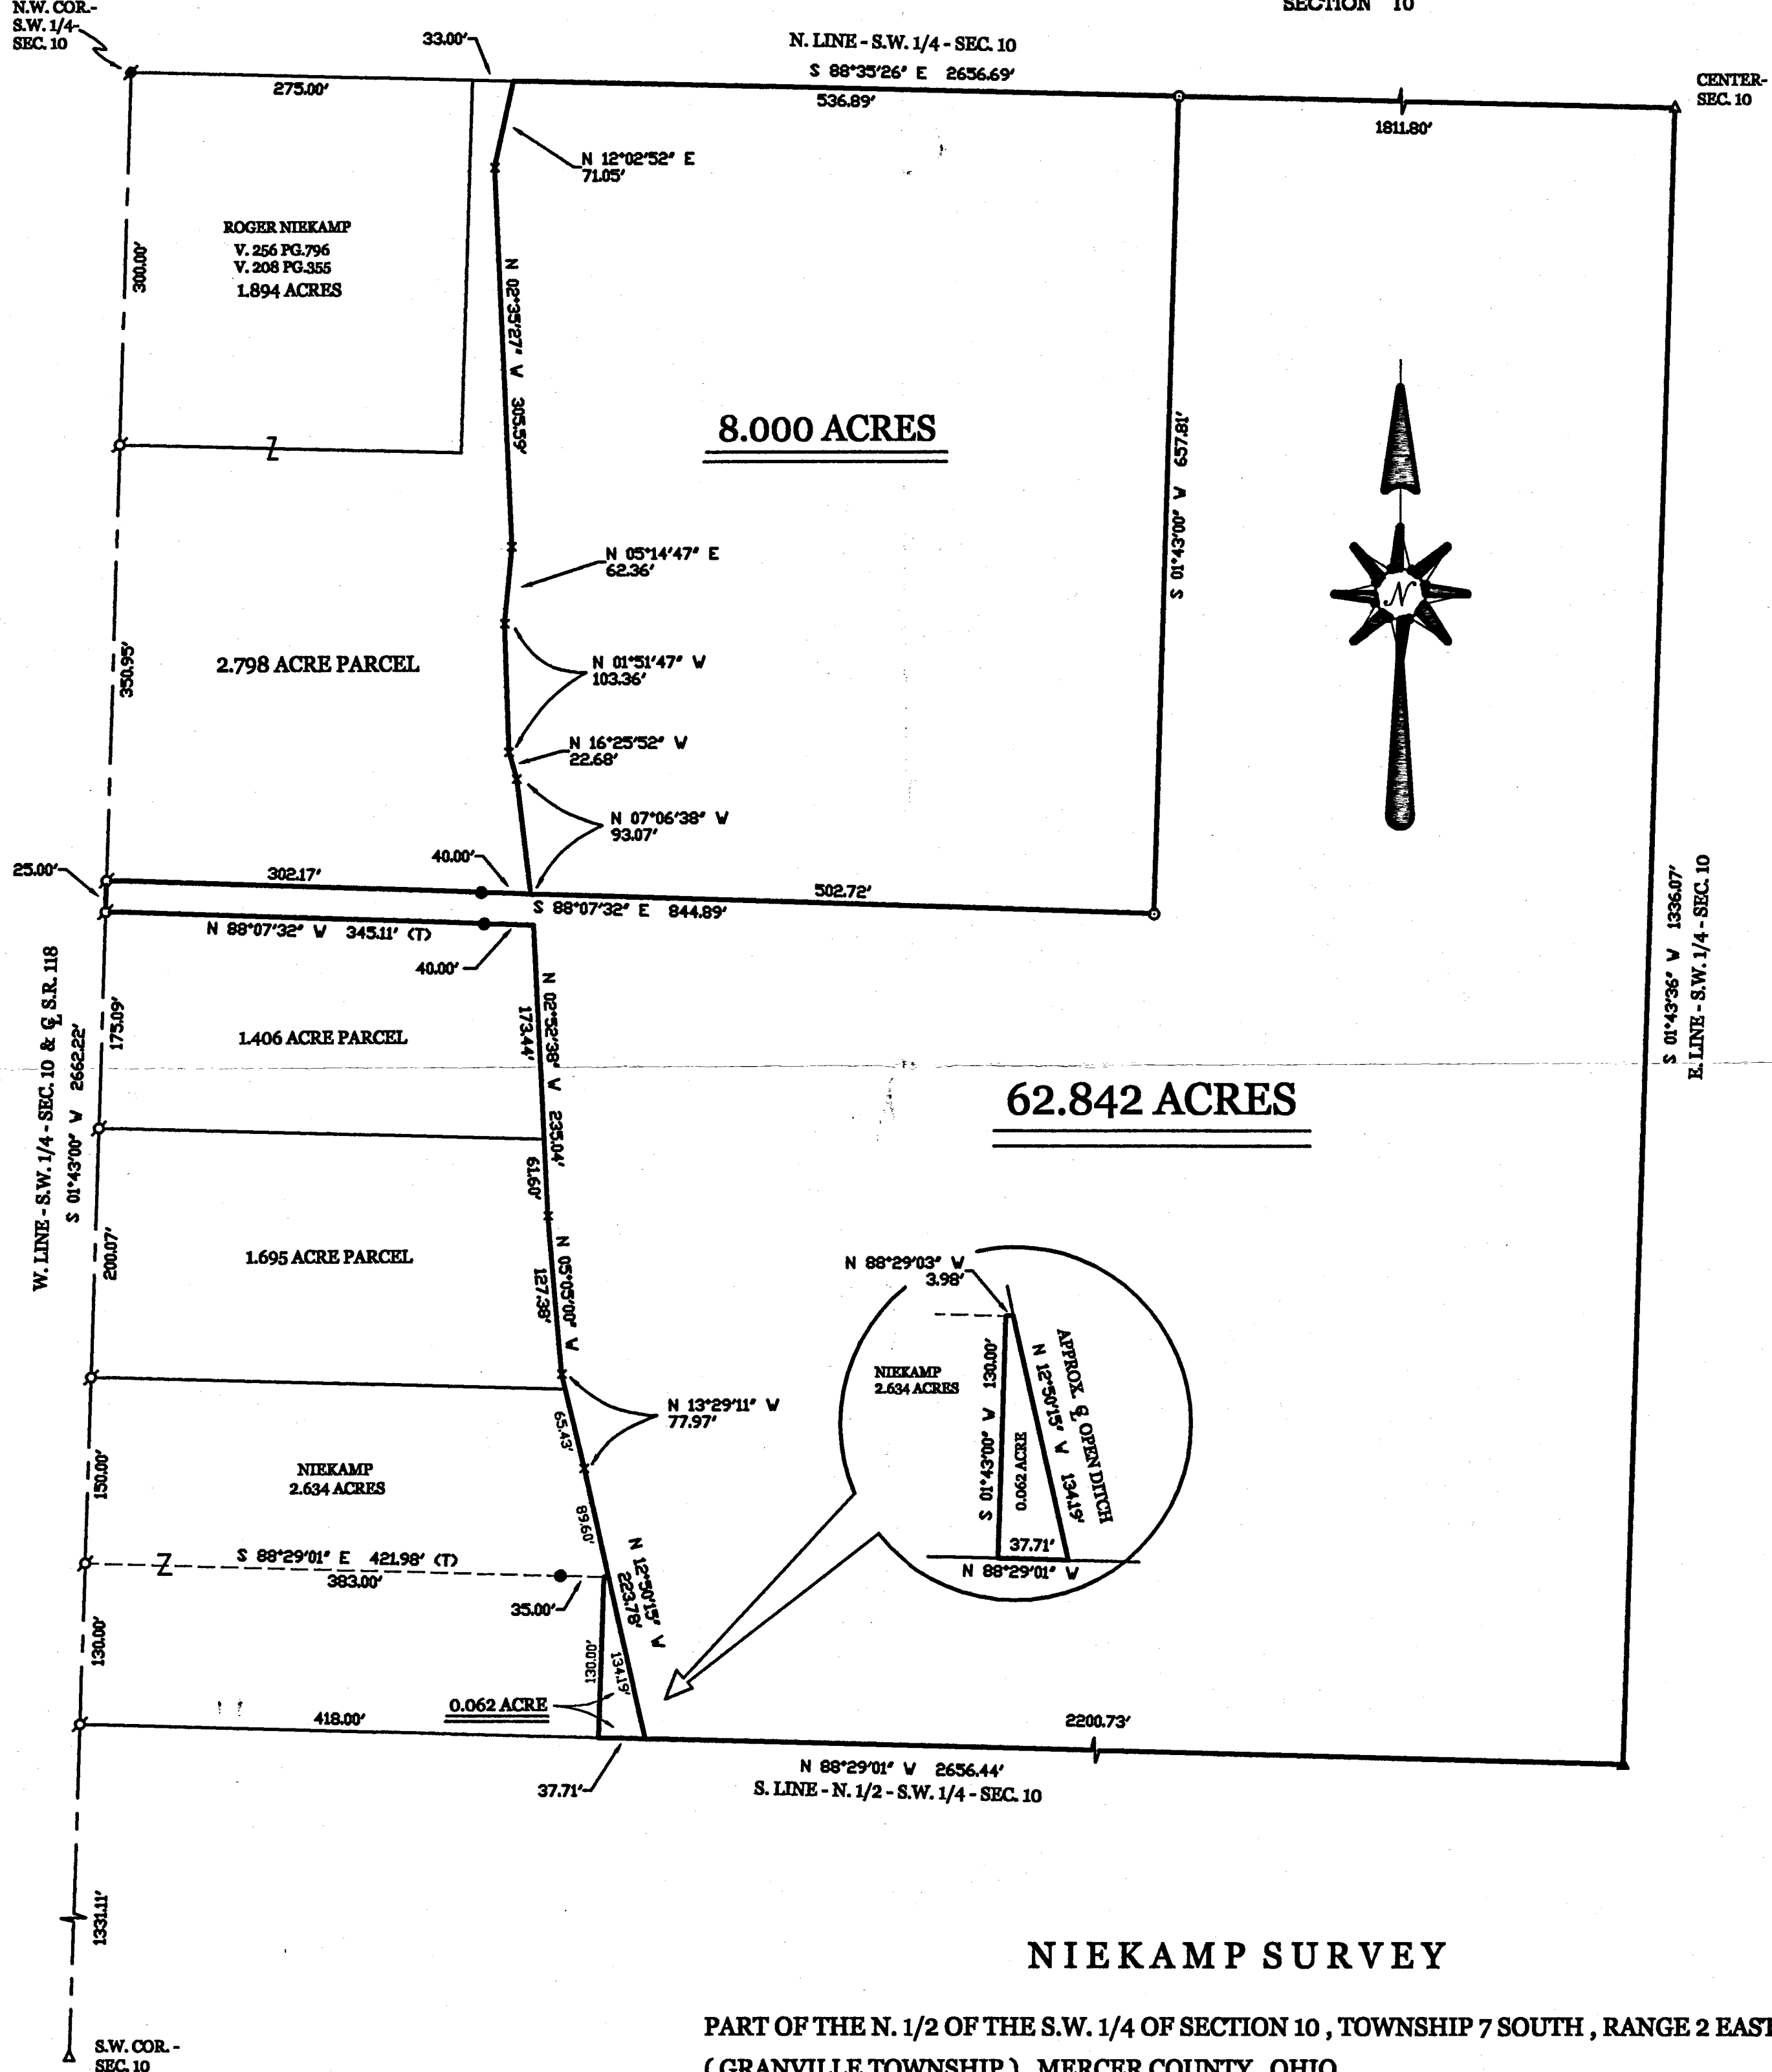 N.W. COR.-
S.W. 1/4-
SEC. 10
SECTION 10
33.00'
N. LINE - S.W. 1/4 - SEC. 10
S 88°35'26" E 2656.69'
275.00'
536.89'
1811.80'
CENTER-
SEC. 10
N 12°02'52" E
71.05'
ROGER NIEKAMP
V. 256 PG.796
V. 208 PG.355
1.894 ACRES
300.00'
N 02°35'27" W 305.59'
8.000 ACRES
S 01°43'00" W 657.81'
N
N 05°14'47" E
62.36'
350.95'
2.798 ACRE PARCEL
N 01°51'47" W
103.36'
N 16°25'52" W
22.68'
N 07°06'38" W
93.07'
25.00'
302.17'
40.00'
502.72'
S 88°07'32" E 844.89'
N 88°07'32" W 345.11' (T)
40.00'
S 01°43'36" W 1336.07'
E. LINE - S.W. 1/4 - SEC. 10
W. LINE - S.W. 1/4 - SEC. 10 & ℄ S.R. 118
S 01°43'00" W 2662.22'
175.09'
1.406 ACRE PARCEL
N 02°52'38" W 235.04'
173.44'
61.60'
62.842 ACRES
200.07'
1.695 ACRE PARCEL
N 05°05'00" W
127.38'
N 88°29'03" W
3.98'
NIEKAMP
2.634 ACRES
S 01°43'00" W 130.00'
0.062 ACRE
N 12°50'15" W 134.19'
APPROX. ℄ OPEN DITCH
37.71'
N 88°29'01" W
N 13°29'11" W
77.97'
65.43'
150.00'
NIEKAMP
2.634 ACRES
89.60'
S 88°29'01" E 421.98' (T)
383.00'
35.00'
N 12°50'15" W
223.78'
130.00'
130.00'
134.19'
0.062 ACRE
418.00'
2200.73'
37.71'
N 88°29'01" W 2656.44'
S. LINE - N. 1/2 - S.W. 1/4 - SEC. 10
1331.11'
NIEKAMP SURVEY
PART OF THE N. 1/2 OF THE S.W. 1/4 OF SECTION 10 , TOWNSHIP 7 SOUTH , RANGE 2 EAST
( GRANVILLE TOWNSHIP ) , MERCER COUNTY , OHIO
S.W. COR. -
SEC. 10